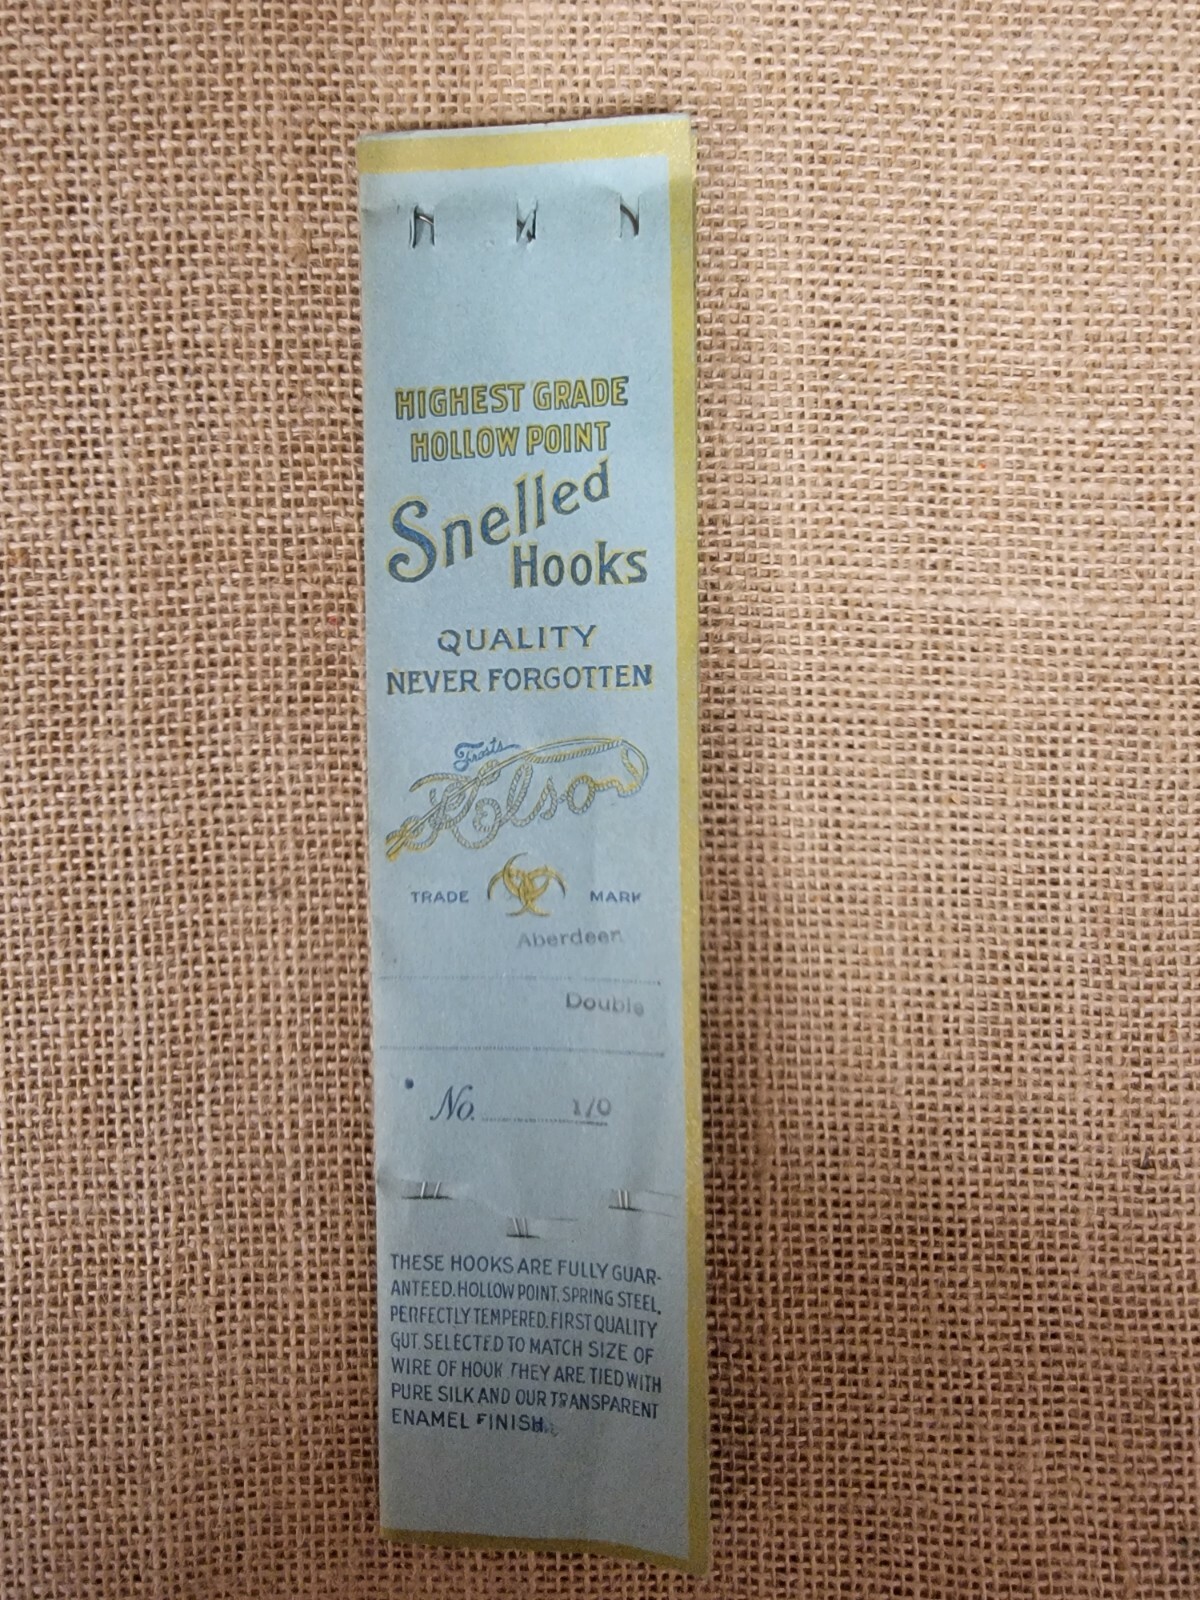 HIGHEST GRADE
HOLLOW POINT
Snelled
Hooks
QUALITY
NEVER FORGOTTEN
Frosts
Kelso
TRADE MARK
Aberdeen
Double
No. 1/0
THESE HOOKS ARE FULLY GUAR-
ANTEED. HOLLOW POINT. SPRING STEEL,
PERFECTLY TEMPERED. FIRST QUALITY
GUT SELECTED TO MATCH SIZE OF
WIRE OF HOOK THEY ARE TIED WITH
PURE SILK AND OUR TRANSPARENT
ENAMEL FINISH.